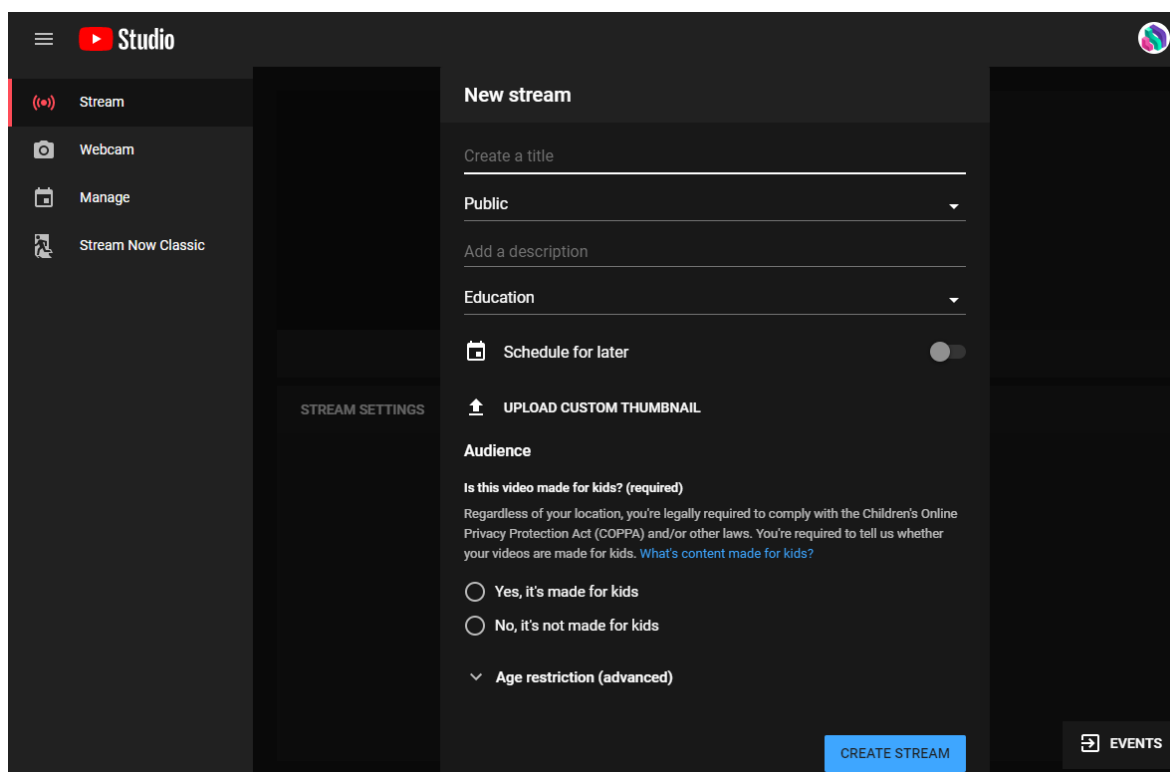 Studio
Stream
Webcam
Manage
Stream Now Classic
STREAM SETTINGS
New stream
Create a title
Public
Add a description
Education
Schedule for later
UPLOAD CUSTOM THUMBNAIL
Audience
Is this video made for kids? (required)
Regardless of your location, you're legally required to comply with the Children's Online
Privacy Protection Act (COPPA) and/or other laws. You're required to tell us whether
your videos are made for kids. What's content made for kids?
Yes, it's made for kids
No, it's not made for kids
Age restriction (advanced)
CREATE STREAM
EVENTS